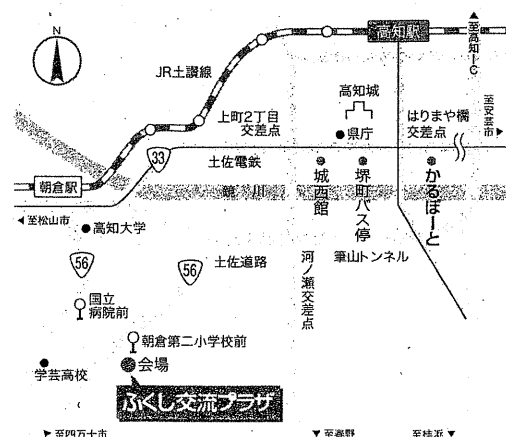 N
高知駅
▲至高知IC
JR土讃線
高知城
上町2丁目
交差点
はりまや橋
交差点
至安芸市▶
県庁
33
土佐電鉄
朝倉駅
鏡川
城西館
堺町バス停
かるぽーと
◀至松山市
高知大学
56
56
土佐道路
河ノ瀬交差点
筆山トンネル
国立
病院前
朝倉第二小学校前
学芸高校
会場
ふくし交流プラザ
▶至四万十市
▼至春野
至桂浜▼